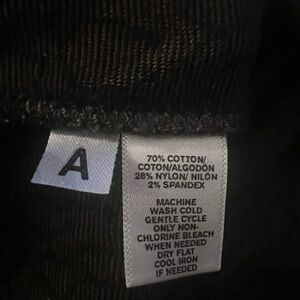 A
70% COTTON/
COTON/ALGODÓN
28% NYLON/ NILÓN
2% SPANDEX
MACHINE
WASH COLD
GENTLE CYCLE
ONLY NON-
CHLORINE BLEACH
WHEN NEEDED
DRY FLAT
COOL IRON
IF NEEDED